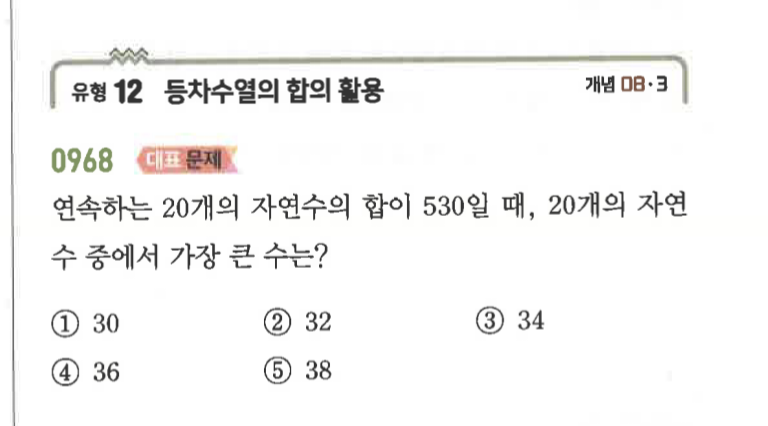 유형 12 등차수열의 합의 활용
개념 08·3
0968 대표 문제
연속하는 20개의 자연수의 합이 530일 때, 20개의 자연
수 중에서 가장 큰 수는?
① 30 ② 32 ③ 34
④ 36 ⑤ 38